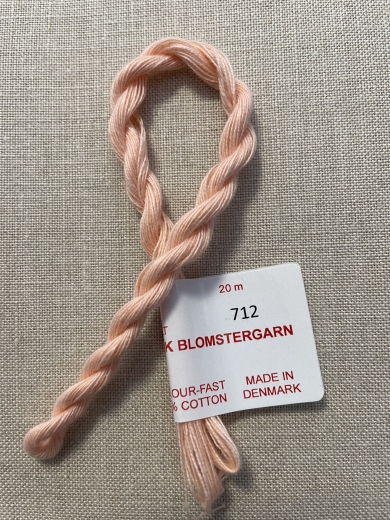 20 m
712
T
K BLOMSTERGARN
OUR-FAST MADE IN
% COTTON DENMARK